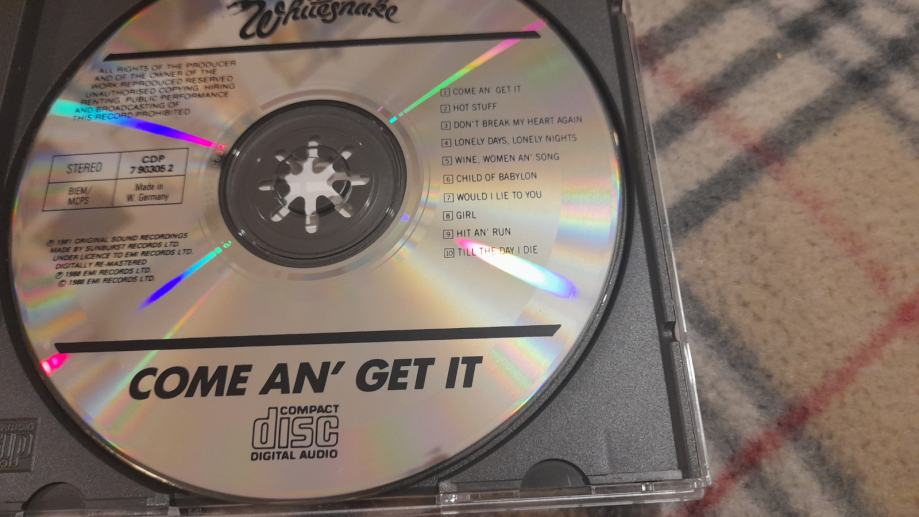 Whitesnake
ALL RIGHTS OF THE PRODUCER
AND OF THE OWNER OF THE
WORK REPRODUCED RESERVED
UNAUTHORISED COPYING, HIRING
RENTING, PUBLIC PERFORMANCE
AND BROADCASTING OF
THIS RECORD PROHIBITED
STEREO
CDP
7 90305 2
BIEM/
MCPS
Made in
W. Germany
℗ 1981 ORIGINAL SOUND RECORDINGS
MADE BY SUNBURST RECORDS LTD.
UNDER LICENCE TO EMI RECORDS LTD.
DIGITALLY RE-MASTERED
℗ 1988 EMI RECORDS LTD.
© 1988 EMI RECORDS LTD.
1 COME AN' GET IT
2 HOT STUFF
3 DON'T BREAK MY HEART AGAIN
4 LONELY DAYS, LONELY NIGHTS
5 WINE, WOMEN AN' SONG
6 CHILD OF BABYLON
7 WOULD I LIE TO YOU
8 GIRL
9 HIT AN' RUN
10 TILL THE DAY I DIE
COME AN' GET IT
COMPACT
disc
DIGITAL AUDIO